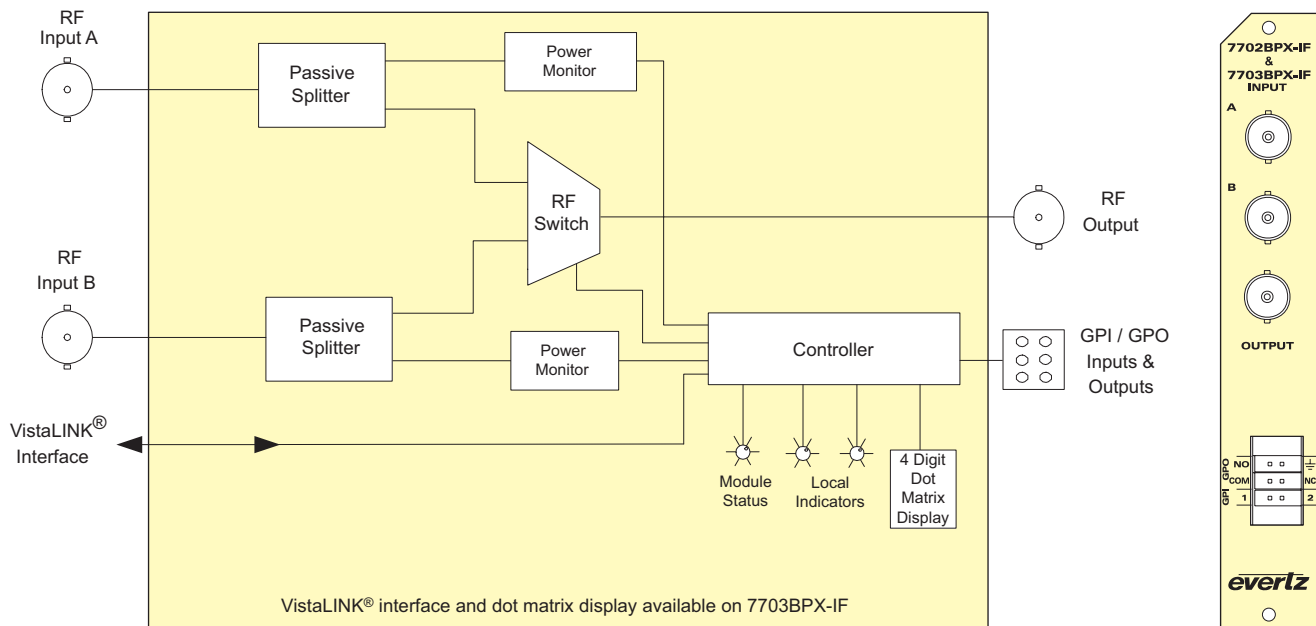 RF
Input A
Passive
Splitter
Power
Monitor
RF
Switch
RF
Output
RF
Input B
Passive
Splitter
Power
Monitor
Controller
GPI / GPO
Inputs &
Outputs
VistaLINK®
Interface
Module
Status
Local
Indicators
4 Digit
Dot
Matrix
Display
VistaLINK® interface and dot matrix display available on 7703BPX-IF
7702BPX-IF
&
7703BPX-IF
INPUT
A
B
OUTPUT
GPO
NO
COM
NC
GPI
1
2
evertz